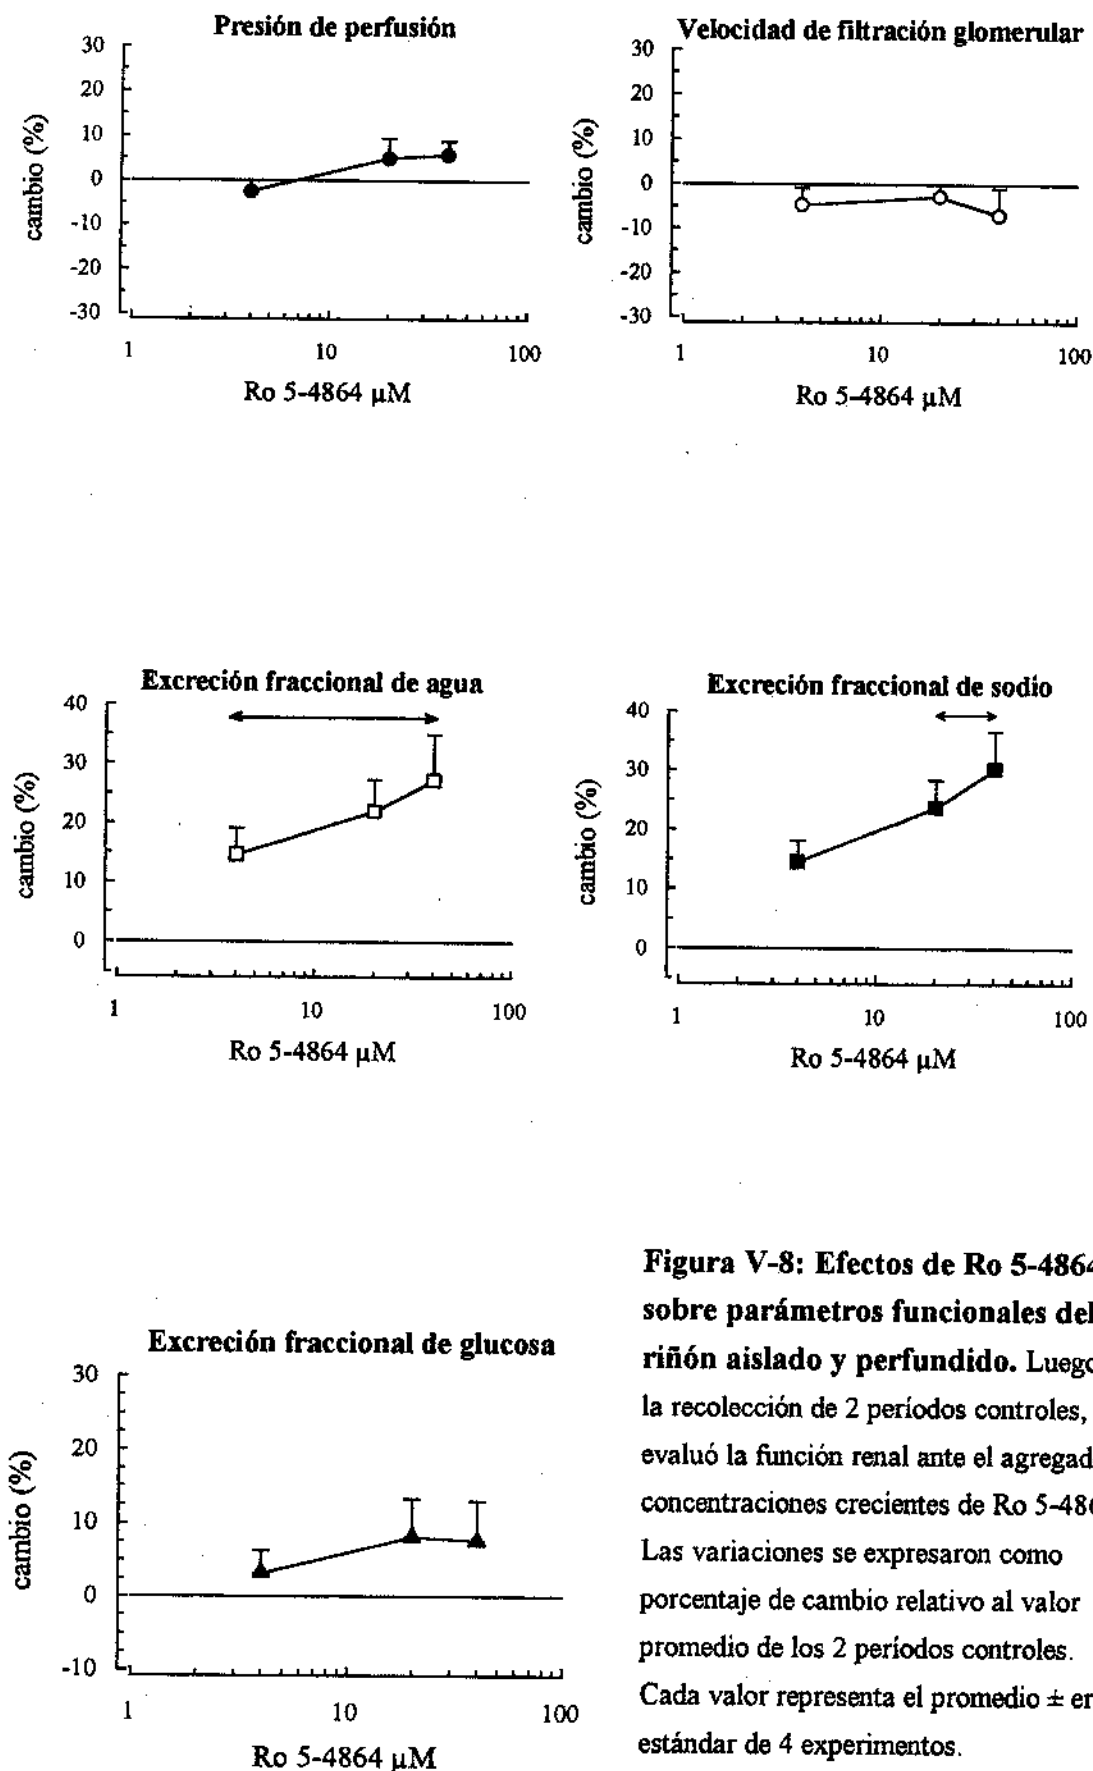 Presión de perfusión
30
20
10
0
-10
-20
-30
cambio (%)
1 10 100
Ro 5-4864 µM
Velocidad de filtración glomerular
30
20
10
0
-10
-20
-30
cambio (%)
1 10 100
Ro 5-4864 µM
Excreción fraccional de agua
40
30
20
10
0
cambio (%)
1 10 100
Ro 5-4864 µM
Excreción fraccional de sodio
40
30
20
10
0
cambio (%)
1 10 100
Ro 5-4864 µM
Excreción fraccional de glucosa
30
20
10
0
-10
cambio (%)
1 10 100
Ro 5-4864 µM
Figura V-8: Efectos de Ro 5-4864
sobre parámetros funcionales del
riñón aislado y perfundido. Luego
la recolección de 2 períodos controles,
evaluó la función renal ante el agregad
concentraciones crecientes de Ro 5-486
Las variaciones se expresaron como
porcentaje de cambio relativo al valor
promedio de los 2 períodos controles.
Cada valor representa el promedio ± er
estándar de 4 experimentos.